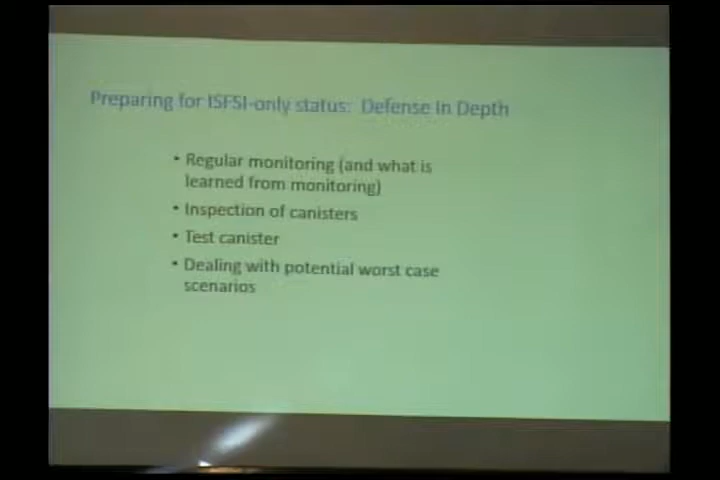 Preparing for ISFSI-only status: Defense In Depth
• Regular monitoring (and what is
learned from monitoring)
• Inspection of canisters
• Test canister
• Dealing with potential worst case
scenarios